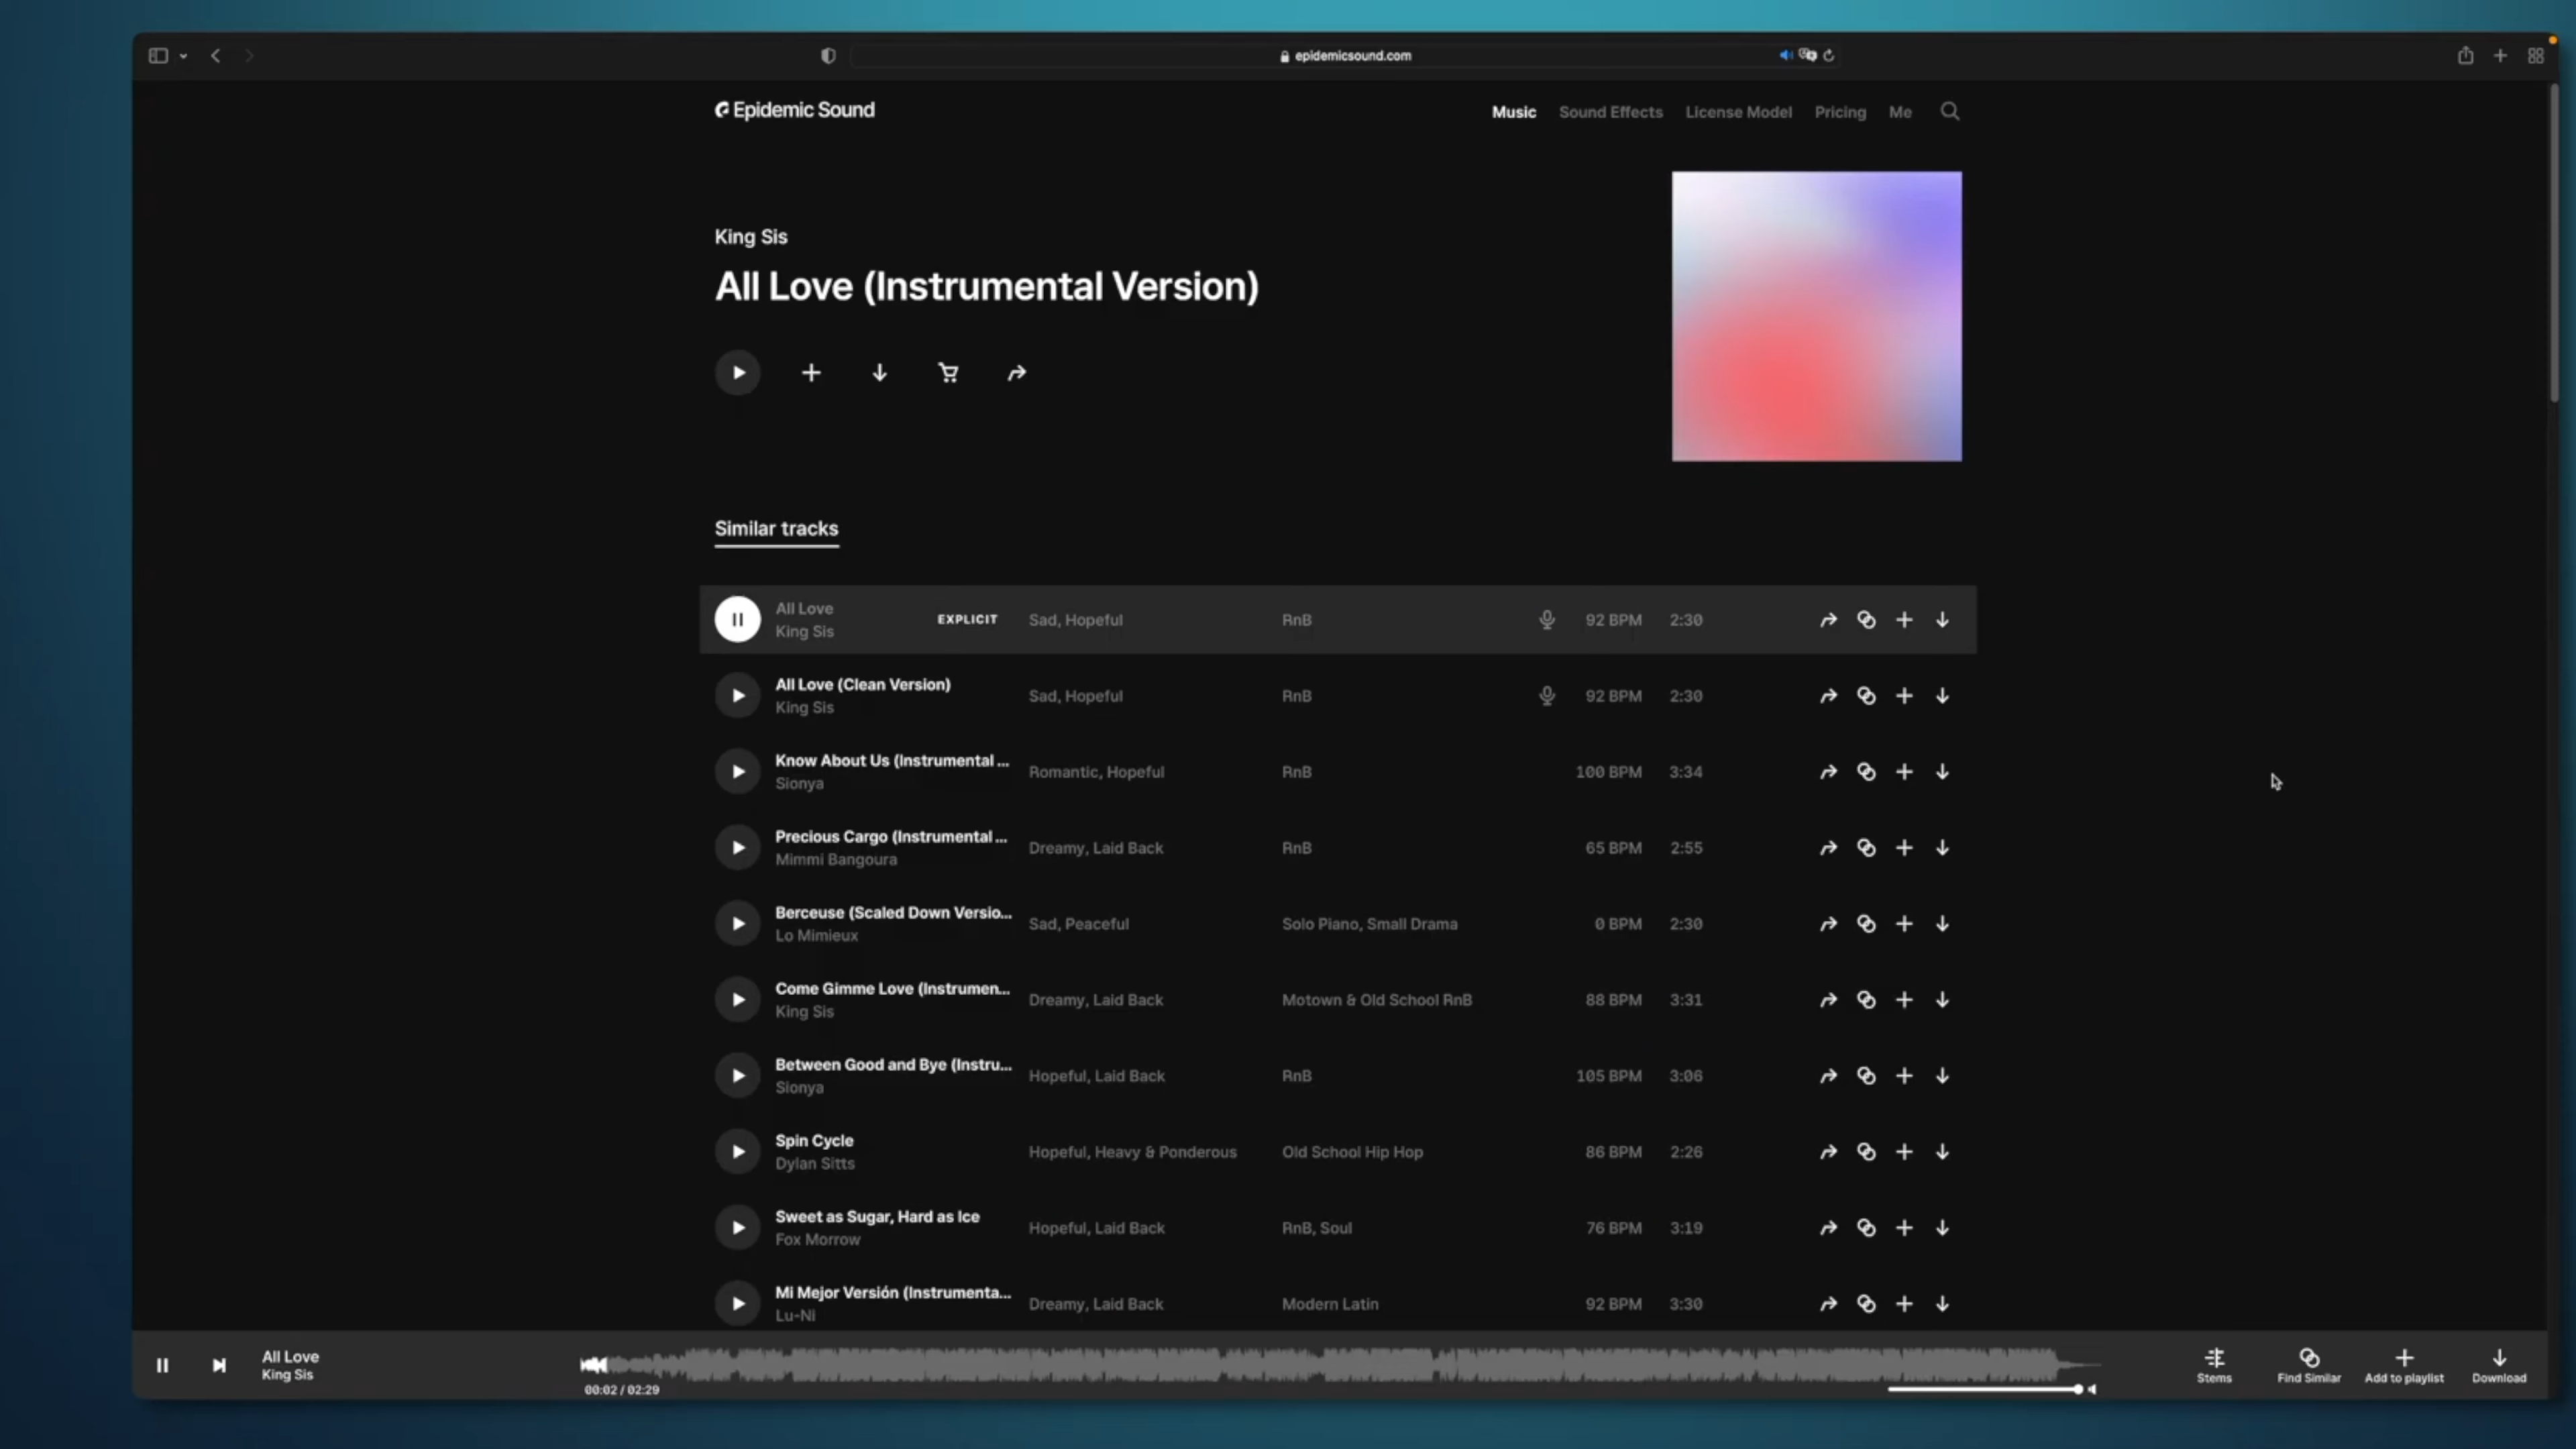 epidemicsound.com
Epidemic Sound
Music Sound Effects License Model Pricing Me
King Sis
All Love (Instrumental Version)
Similar tracks
All Love
King Sis
EXPLICIT Sad, Hopeful RnB 92 BPM 2:30
All Love (Clean Version)
King Sis
Sad, Hopeful RnB 92 BPM 2:30
Know About Us (Instrumental ...
Sionya
Romantic, Hopeful RnB 100 BPM 3:34
Precious Cargo (Instrumental ...
Mimmi Bangoura
Dreamy, Laid Back RnB 65 BPM 2:55
Berceuse (Scaled Down Versio...
Lo Mimieux
Sad, Peaceful Solo Piano, Small Drama 0 BPM 2:30
Come Gimme Love (Instrumen...
King Sis
Dreamy, Laid Back Motown & Old School RnB 88 BPM 3:31
Between Good and Bye (Instru...
Sionya
Hopeful, Laid Back RnB 105 BPM 3:06
Spin Cycle
Dylan Sitts
Hopeful, Heavy & Ponderous Old School Hip Hop 86 BPM 2:26
Sweet as Sugar, Hard as Ice
Fox Morrow
Hopeful, Laid Back RnB, Soul 76 BPM 3:19
Mi Mejor Versión (Instrumenta...
Lu-Ni
Dreamy, Laid Back Modern Latin 92 BPM 3:30
All Love
King Sis
00:02 / 02:29
Stems Find Similar Add to playlist Download